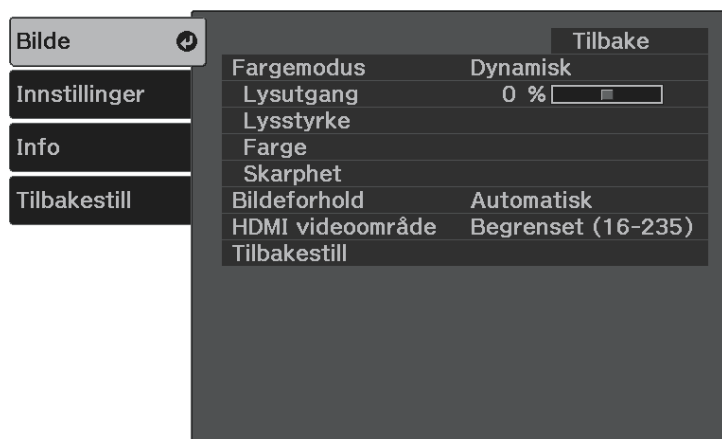 Bilde
Innstillinger
Info
Tilbakestill
Tilbake
Fargemodus Dynamisk
Lysutgang 0 %
Lysstyrke
Farge
Skarphet
Bildeforhold Automatisk
HDMI videoområde Begrenset (16-235)
Tilbakestill